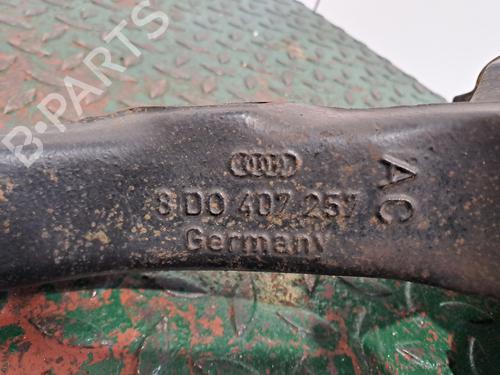 B-PARTS
8D0 407 257
AC
Germany